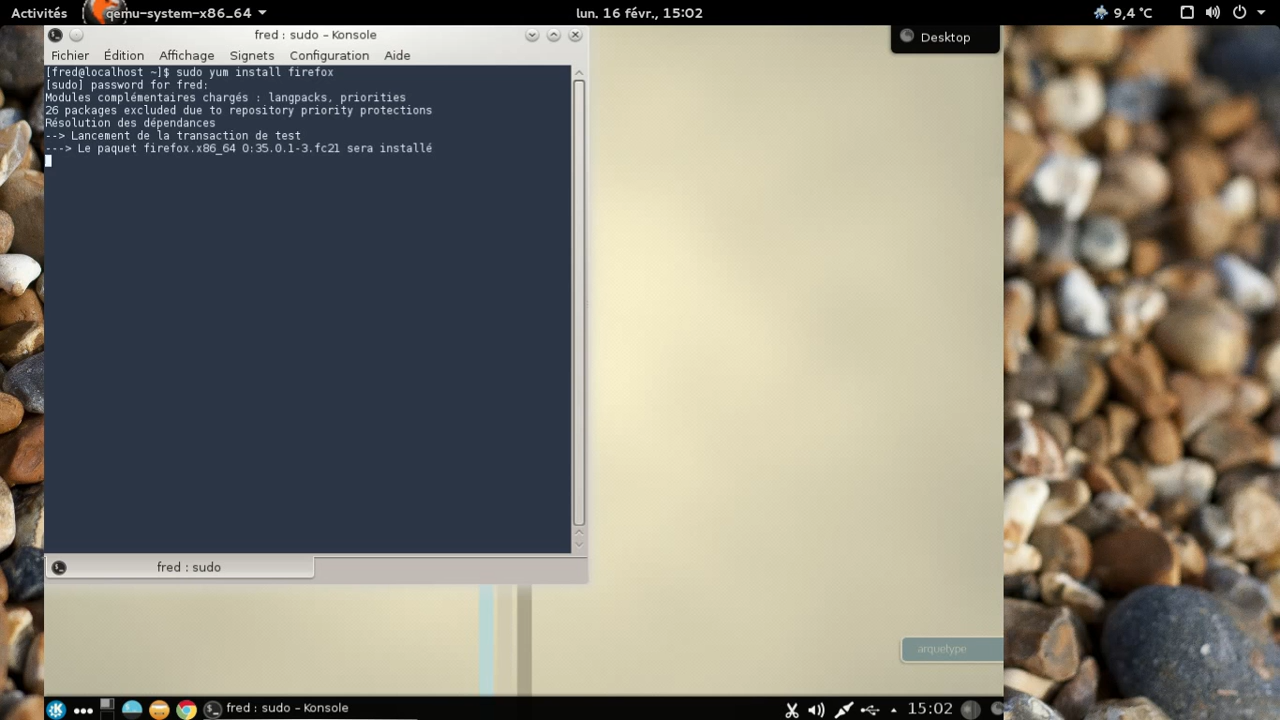 Activités qemu-system-x86_64 lun. 16 févr., 15:02 9,4 °C
fred : sudo – Konsole
Desktop
Fichier Édition Affichage Signets Configuration Aide
[fred@localhost ~]$ sudo yum install firefox
[sudo] password for fred:
Modules complémentaires chargés : langpacks, priorities
26 packages excluded due to repository priority protections
Résolution des dépendances
--> Lancement de la transaction de test
---> Le paquet firefox.x86_64 0:35.0.1-3.fc21 sera installé
fred : sudo
arquetype
fred : sudo – Konsole 15:02